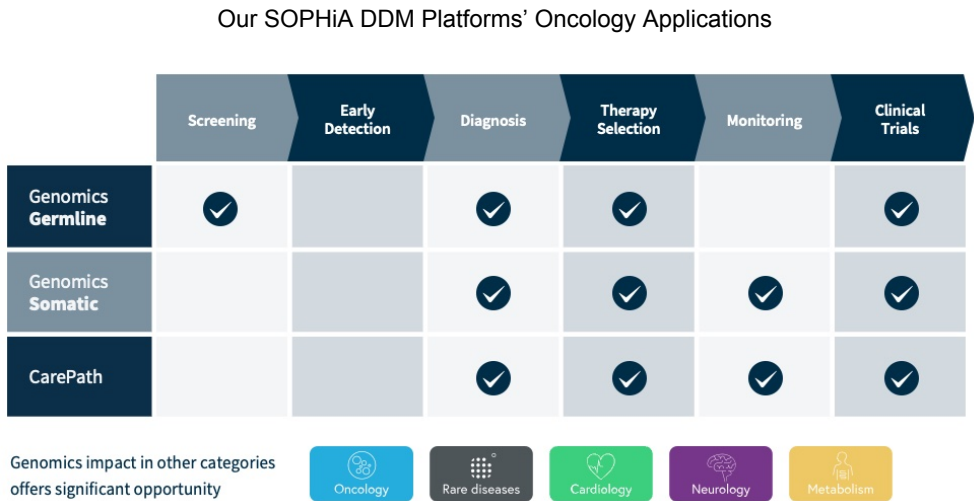 Our SOPHiA DDM Platforms’ Oncology Applications
Screening
Early
Detection
Diagnosis
Therapy
Selection
Monitoring
Clinical
Trials
Genomics
Germline
Genomics
Somatic
CarePath
Genomics impact in other categories
offers significant opportunity
Oncology
Rare diseases
Cardiology
Neurology
Metabolism